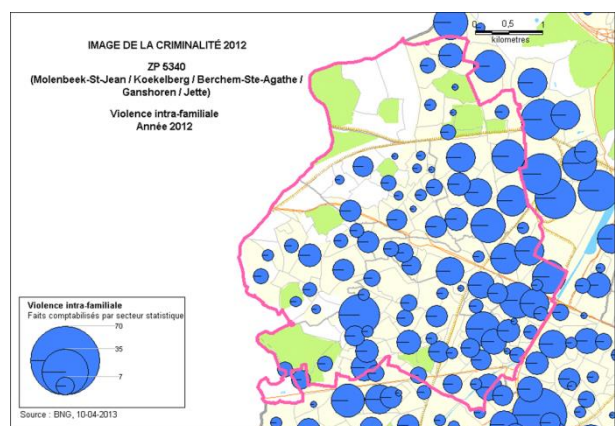 IMAGE DE LA CRIMINALITÉ 2012
ZP 5340
(Molenbeek-St-Jean / Koekelberg / Berchem-Ste-Agathe /
Ganshoren / Jette)
Violence intra-familiale
Année 2012
0 0,5 1
kilometres
Violence intra-familiale
Faits comptabilisés par secteur statistique
70
35
7
Source : BNG, 10-04-2013